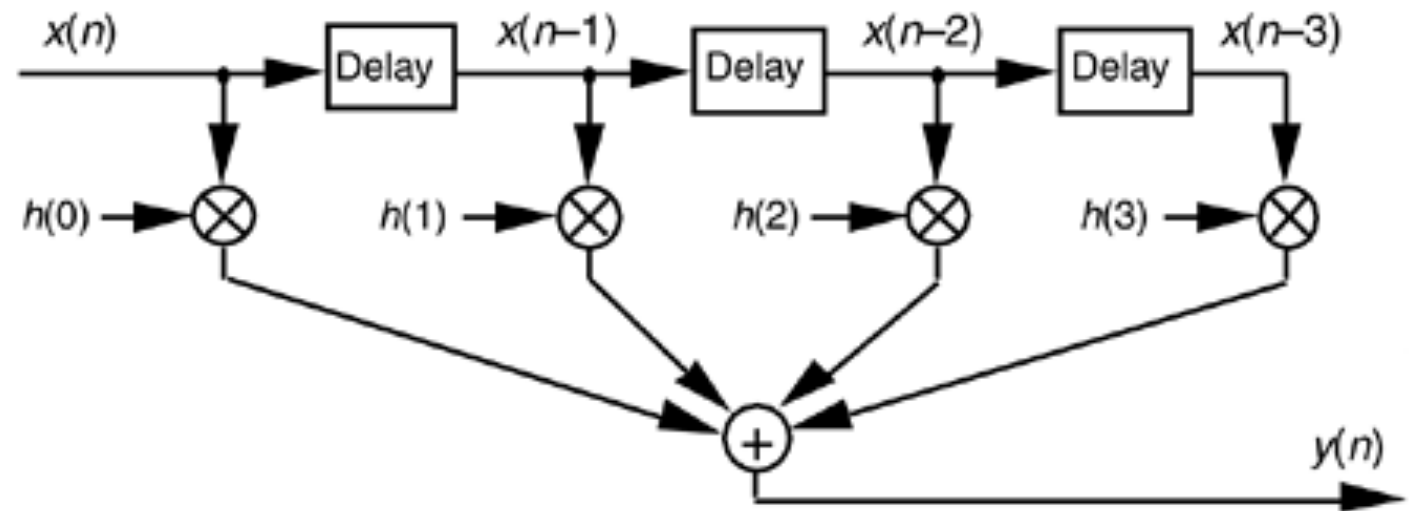 x(n) Delay x(n–1) Delay x(n–2) Delay x(n–3)
h(0) h(1) h(2) h(3)
+
y(n)